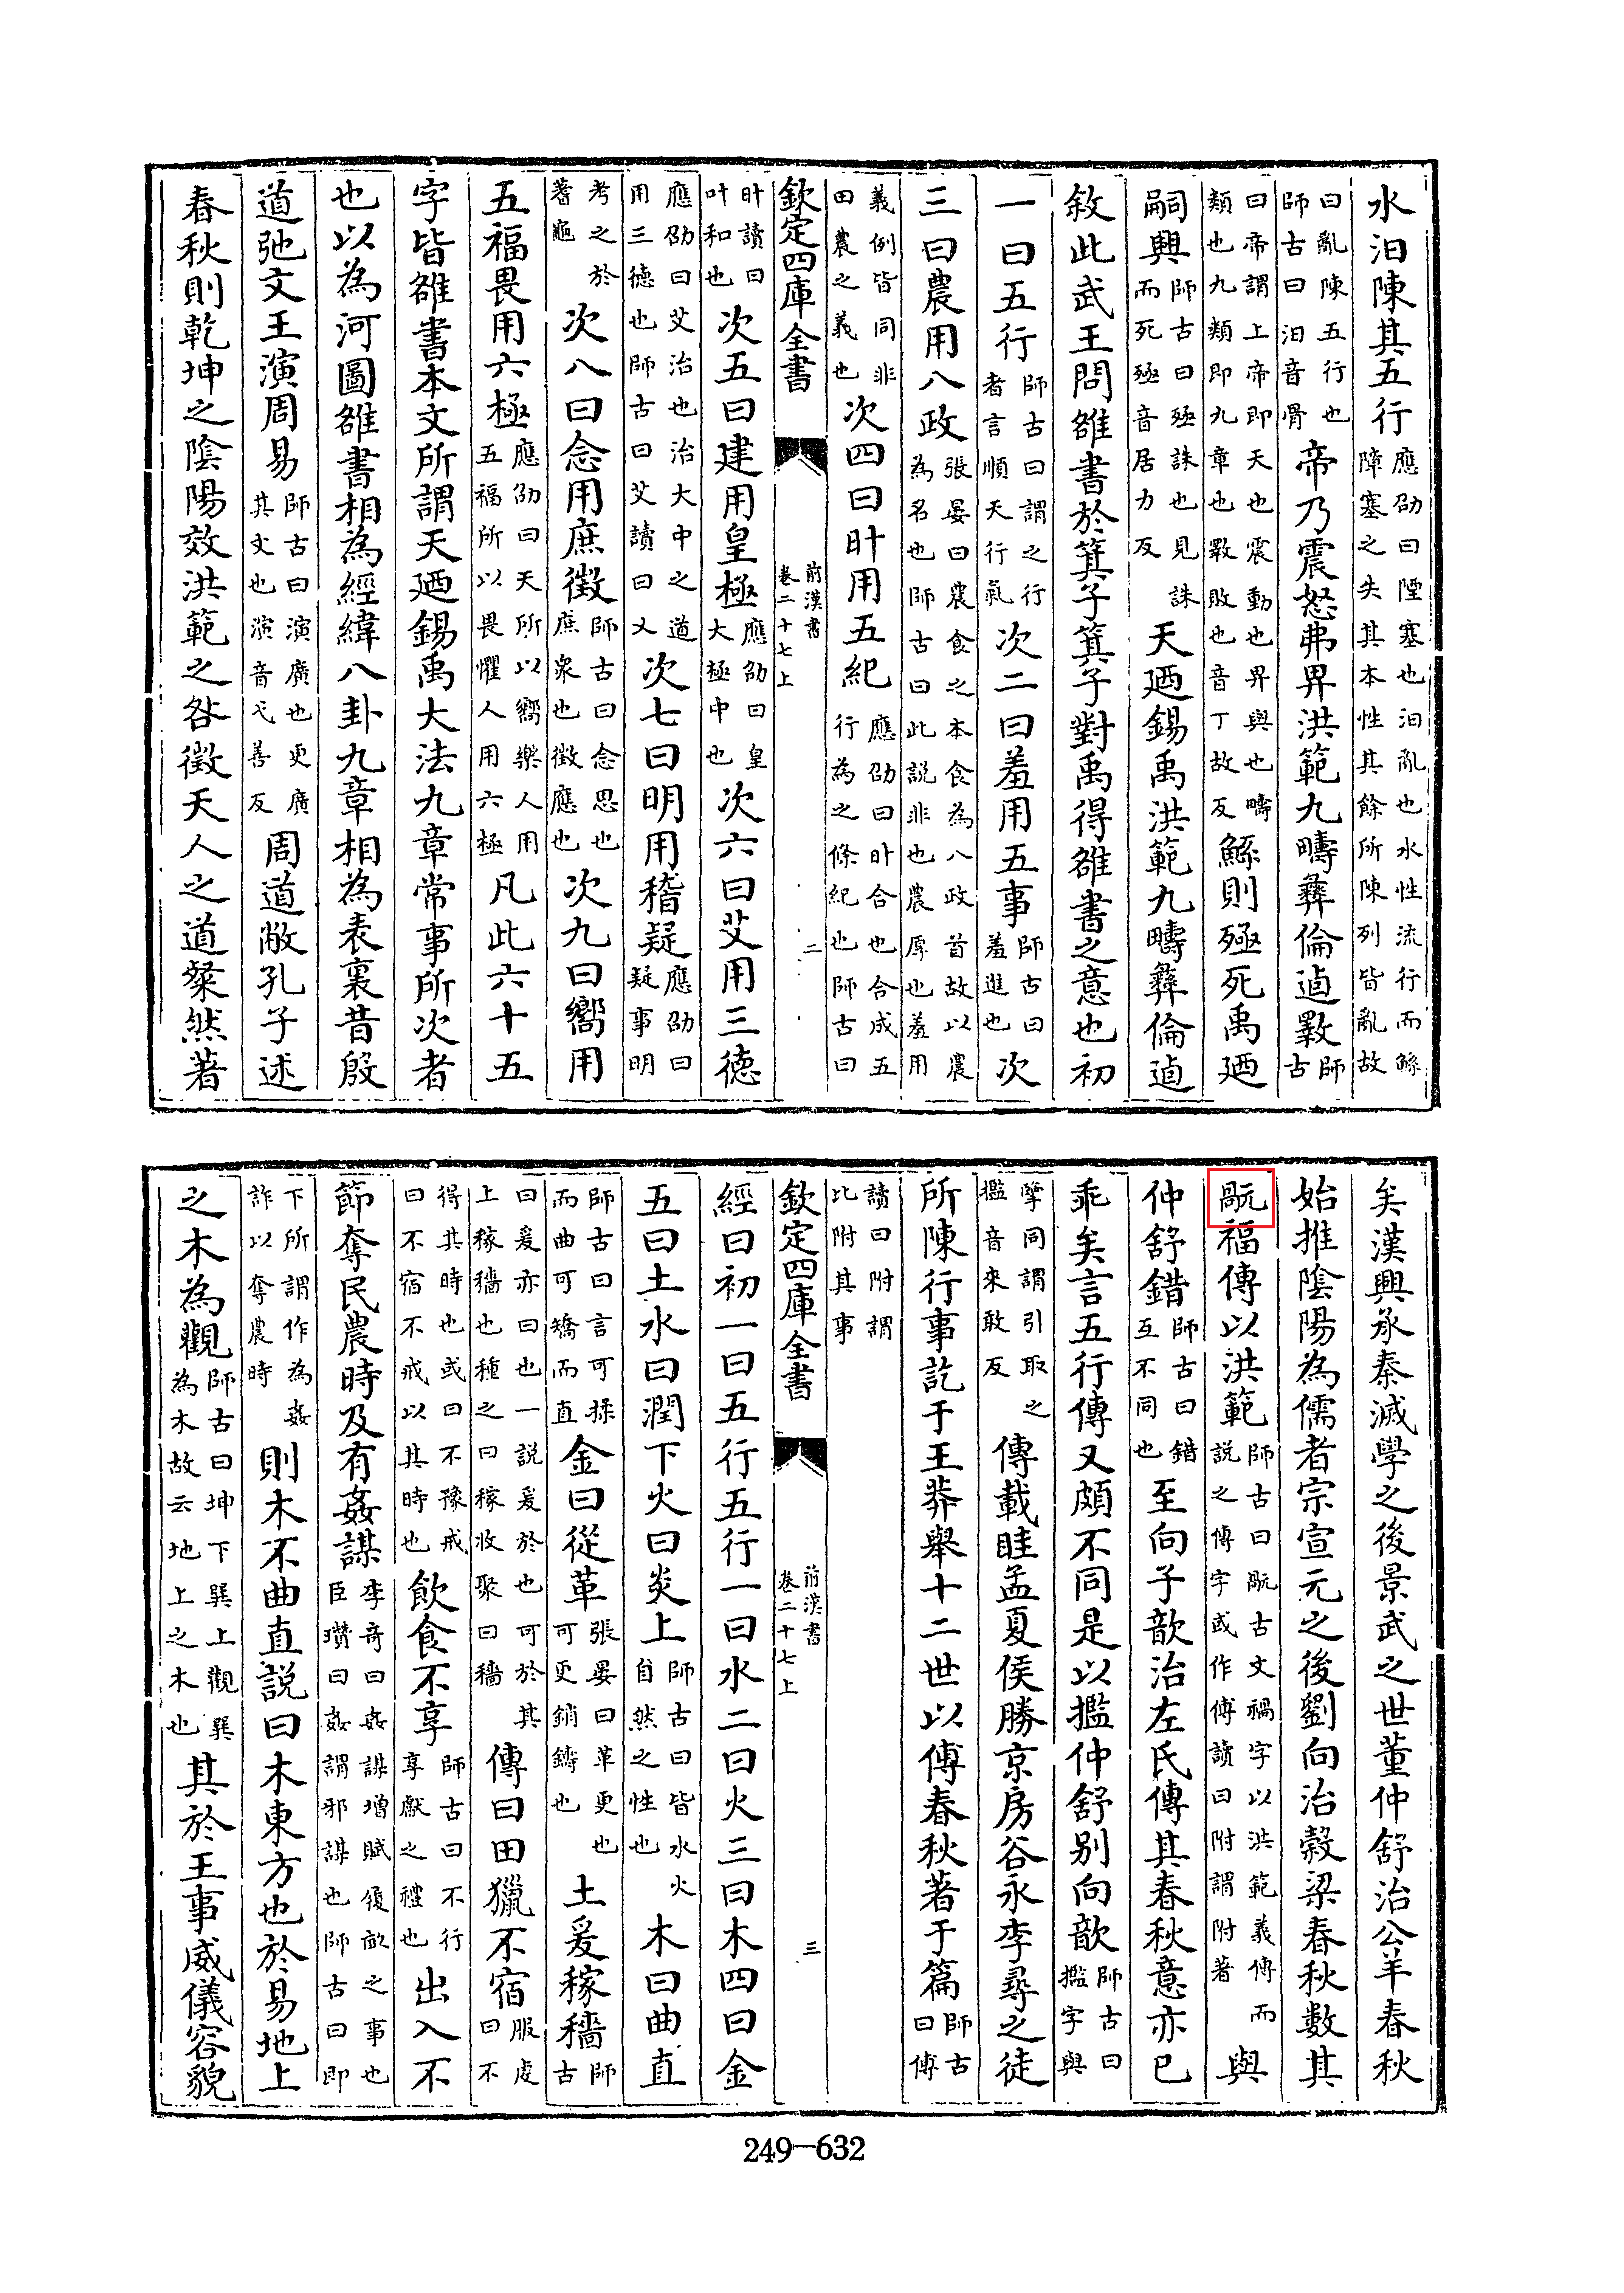 水汩陳其五行應劭曰陻塞也汩亂也水性流行而鯀障塞之失其本性其餘所陳列皆亂故
曰亂陳五行也師古曰汩音骨帝乃震怒弗畀洪範九疇彝倫逌斁師古
曰帝謂上帝即天也震動也畀與也疇類也九類即九章也斁敗也音丁故反鯀則殛死禹迺
嗣興師古曰殛誅也見誅而死殛音居力反天迺錫禹洪範九疇彝倫逌
敘此武王問雒書於箕子箕子對禹得雒書之意也初
一曰五行師古曰謂之行者言順天行氣次二曰羞用五事師古曰羞進也次
三曰農用八政張晏曰農食之本食為八政首故以農為名也師古曰此説非也農厚也羞用
義例皆同非田農之義也次四曰旪用五紀應劭曰旪合也合成五行為之條紀也師古曰
欽定四庫全書 前漢書卷二十七上 二
旪讀曰叶和也次五曰建用皇極應劭曰皇大極中也次六曰艾用三德
應劭曰艾治也治大中之道用三德也師古曰艾讀曰乂次七曰明用稽疑應劭曰疑事明
考之於蓍龜次八曰念用庶徵師古曰念思也庶衆也徵應也次九曰嚮用
五福畏用六極應劭曰天所以嚮樂人用五福所以畏懼人用六極凡此六十五
字皆雒書本文所謂天迺錫禹大法九章常事所次者
也以為河圖雒書相為經緯八卦九章相為表裏昔殷
道弛文王演周易師古曰演廣也更廣其文也演音弋善反周道敝孔子述
春秋則乾坤之陰陽效洪範之咎徵天人之道粲然著
矣漢興承秦滅學之後景武之世董仲舒治公羊春秋
始推陰陽為儒者宗宣元之後劉向治穀梁春秋數其
旤福傳以洪範師古曰旤古文禍字以洪範義傳而説之傳字或作傅讀曰附謂附著與
仲舒錯師古曰錯互不同也至向子歆治左氏傳其春秋意亦已
乖矣言五行傳又頗不同是以㩜仲舒别向歆師古曰㩜字與
擥同謂引取之㩜音來敢反傳載眭孟夏侯勝京房谷永李尋之徒
所陳行事訖于王莽舉十二世以傅春秋著于篇師古曰傅
讀曰附謂比附其事
欽定四庫全書 前漢書卷二十七上 三
經曰初一曰五行五行一曰水二曰火三曰木四曰金
五曰土水曰潤下火曰炎上師古曰皆水火自然之性也木曰曲直
師古曰言可揉而曲可矯而直金曰從革張晏曰革更也可更銷鑄也土爰稼穡師古
曰爰亦曰也一説爰於也可於其上稼穡也種之曰稼收聚曰穡傳曰田獵不宿服虔曰不
得其時也或曰不豫戒曰不宿不戒以其時也飲食不享師古曰不行享獻之禮也出入不
節奪民農時及有姦謀李奇曰姦謀增賦履畝之事也臣瓚曰姦謂邪謀也師古曰即
下所謂作為姦詐以奪農時則木不曲直説曰木東方也於易地上
之木為觀師古曰坤下巽上觀巽為木故云地上之木也其於王事威儀容貌
249-632